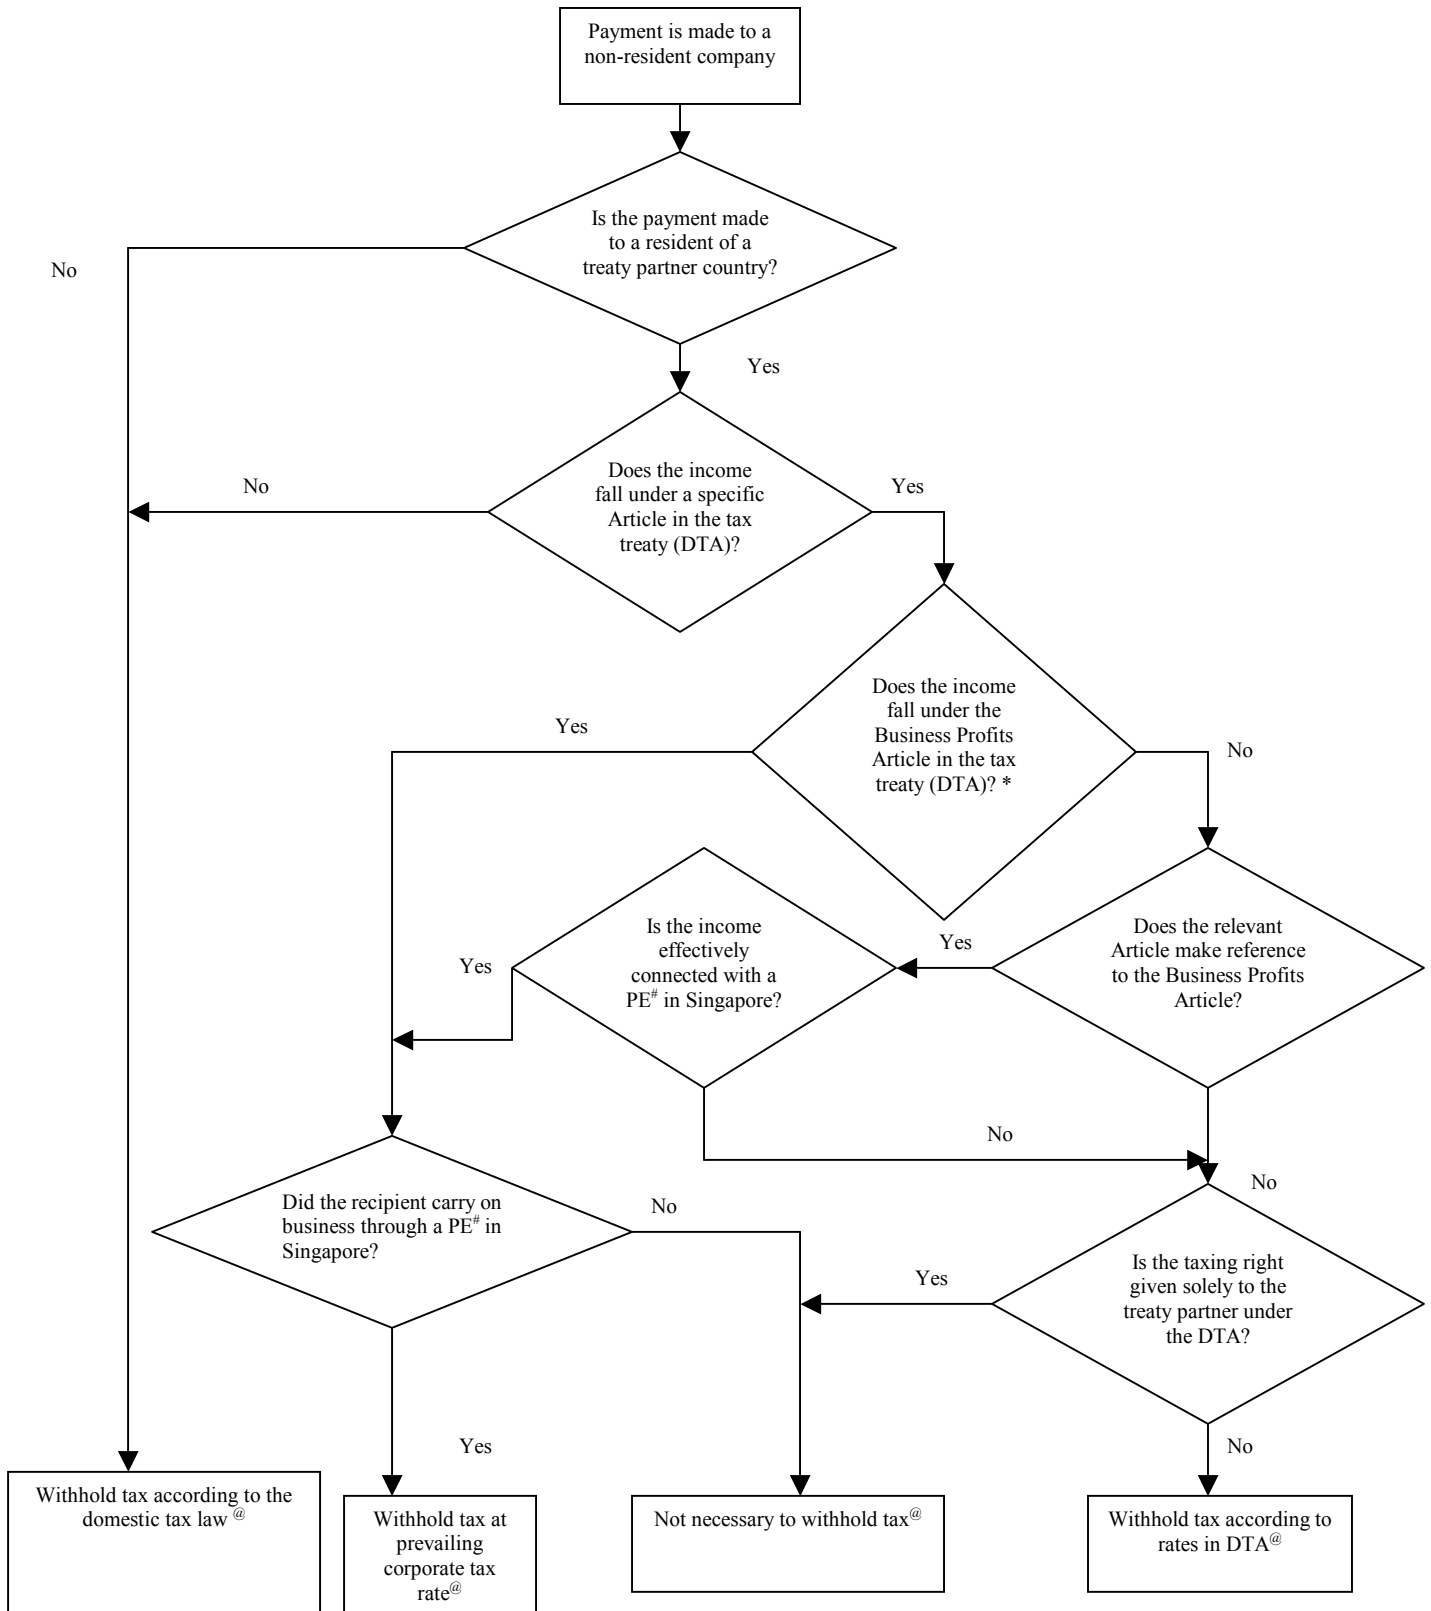 Payment is made to a
non-resident company
Is the payment made
to a resident of a
treaty partner country?
No
Yes
Does the income
fall under a specific
Article in the tax
treaty (DTA)?
No
Yes
Does the income
fall under the
Business Profits
Article in the tax
treaty (DTA)? *
Yes
No
Is the income
effectively
connected with a
PE# in Singapore?
Yes
Yes
Does the relevant
Article make reference
to the Business Profits
Article?
No
No
Did the recipient carry on
business through a PE# in
Singapore?
No
Yes
Is the taxing right
given solely to the
treaty partner under
the DTA?
Yes
No
Withhold tax according to the
domestic tax law @
Withhold tax at
prevailing
corporate tax
rate@
Not necessary to withhold tax@
Withhold tax according to
rates in DTA@